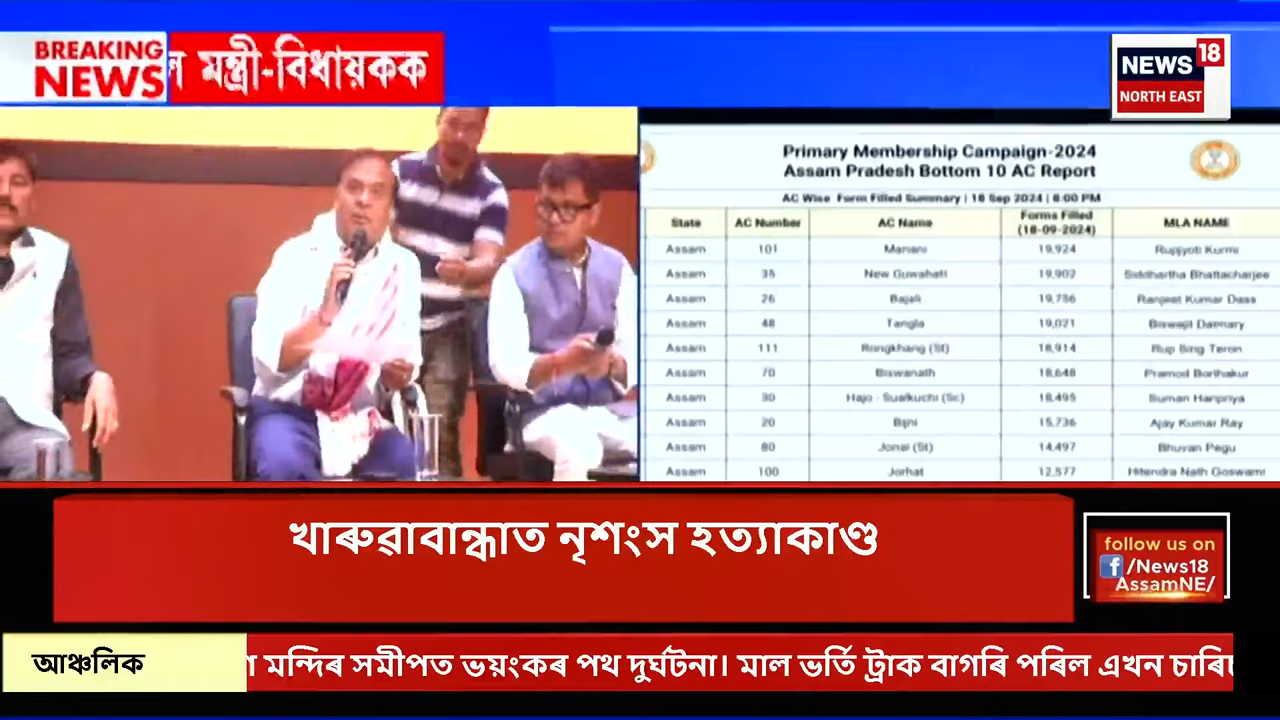 BREAKING
NEWS
ল মন্ত্ৰী-বিধায়কক
NEWS 18
NORTH EAST
Primary Membership Campaign-2024
Assam Pradesh Bottom 10 AC Report
AC Wise Form Filled Summary | 18 Sep 2024 | 8:00 PM
State AC Number AC Name Forms Filled (18-09-2024) MLA NAME
Assam 101 Mariani 19,924 Rupjyoti Kurmi
Assam 35 New Guwahati 19,902 Siddhartha Bhattacharjee
Assam 26 Bajali 19,786 Ranjeet Kumar Dass
Assam 48 Tangla 19,021 Biswajit Daimary
Assam 111 Rongkhang (St) 18,914 Rup Sing Teron
Assam 70 Biswanath 18,648 Pramod Borthakur
Assam 30 Hajo - Sualkuchi (Sc) 18,495 Suman Haripriya
Assam 20 Bijni 15,736 Ajay Kumar Ray
Assam 80 Jonai (St) 14,497 Bhuvan Pegu
Assam 100 Jorhat 12,577 Hitendra Nath Goswami
খাৰুৱাবান্ধাত নৃশংস হত্যাকাণ্ড
follow us on
f/News18
AssamNE/
আঞ্চলিক
মন্দিৰ সমীপত ভয়ংকৰ পথ দুৰ্ঘটনা। মাল ভৰ্তি ট্ৰাক বাগৰি পৰিল এখন